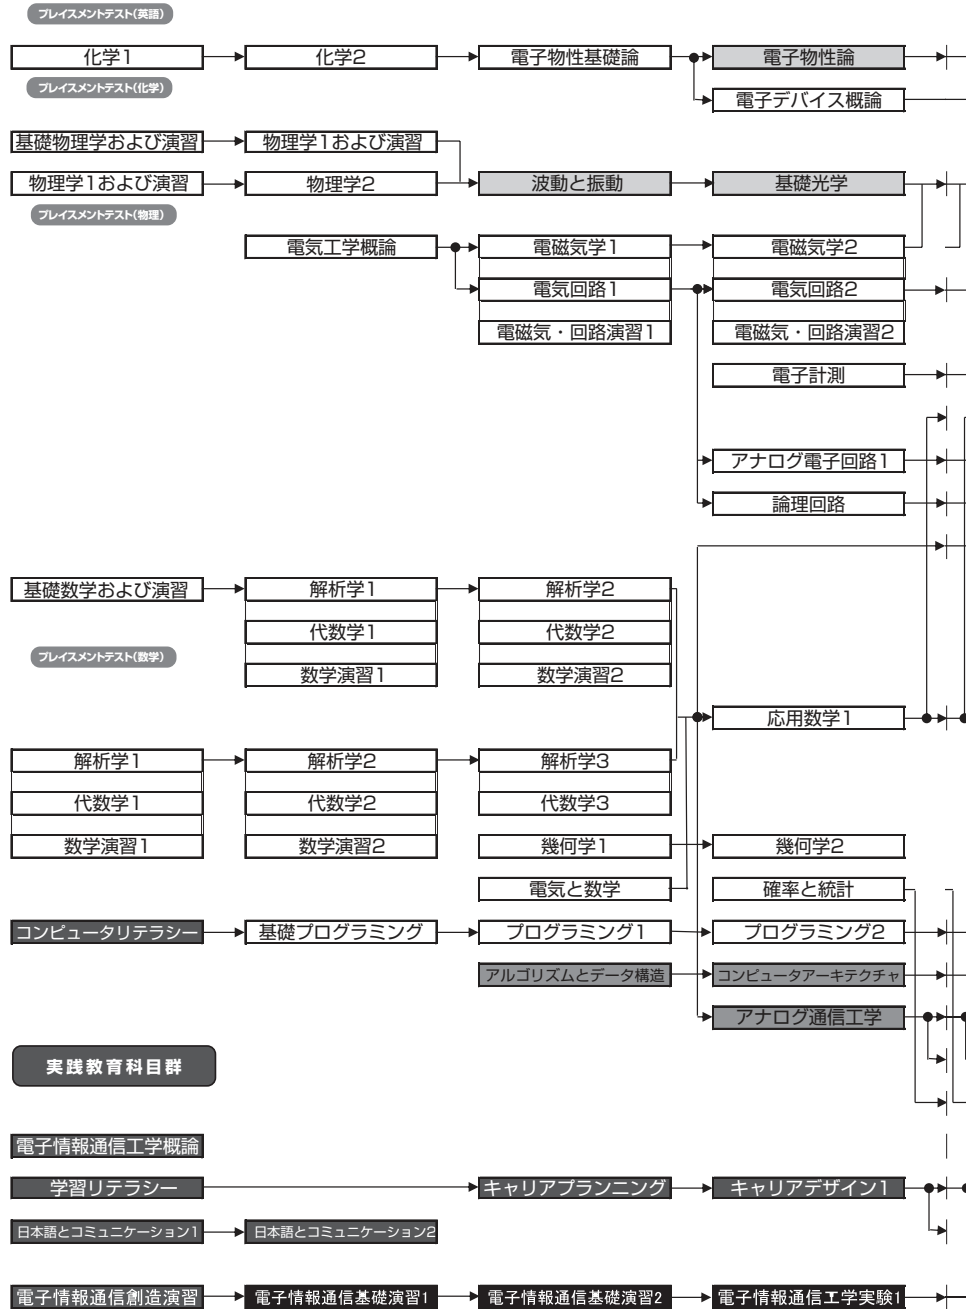 プレイスメントテスト(英語)
化学1 化学2 電子物性基礎論 電子物性論
プレイスメントテスト(化学)
電子デバイス概論
基礎物理学および演習 物理学1および演習
物理学1および演習 物理学2 波動と振動 基礎光学
プレイスメントテスト(物理)
電気工学概論 電磁気学1 電磁気学2
電気回路1 電気回路2
電磁気・回路演習1 電磁気・回路演習2
電子計測
アナログ電子回路1
論理回路
基礎数学および演習 解析学1 解析学2
代数学1 代数学2
プレイスメントテスト(数学)
数学演習1 数学演習2
応用数学1
解析学1 解析学2 解析学3
代数学1 代数学2 代数学3
数学演習1 数学演習2 幾何学1 幾何学2
電気と数学 確率と統計
コンピュータリテラシー 基礎プログラミング プログラミング1 プログラミング2
アルゴリズムとデータ構造 コンピュータアーキテクチャ
アナログ通信工学
実践教育科目群
電子情報通信工学概論
学習リテラシー キャリアプランニング キャリアデザイン1
日本語とコミュニケーション1 日本語とコミュニケーション2
電子情報通信創造演習 電子情報通信基礎演習1 電子情報通信基礎演習2 電子情報通信工学実験1